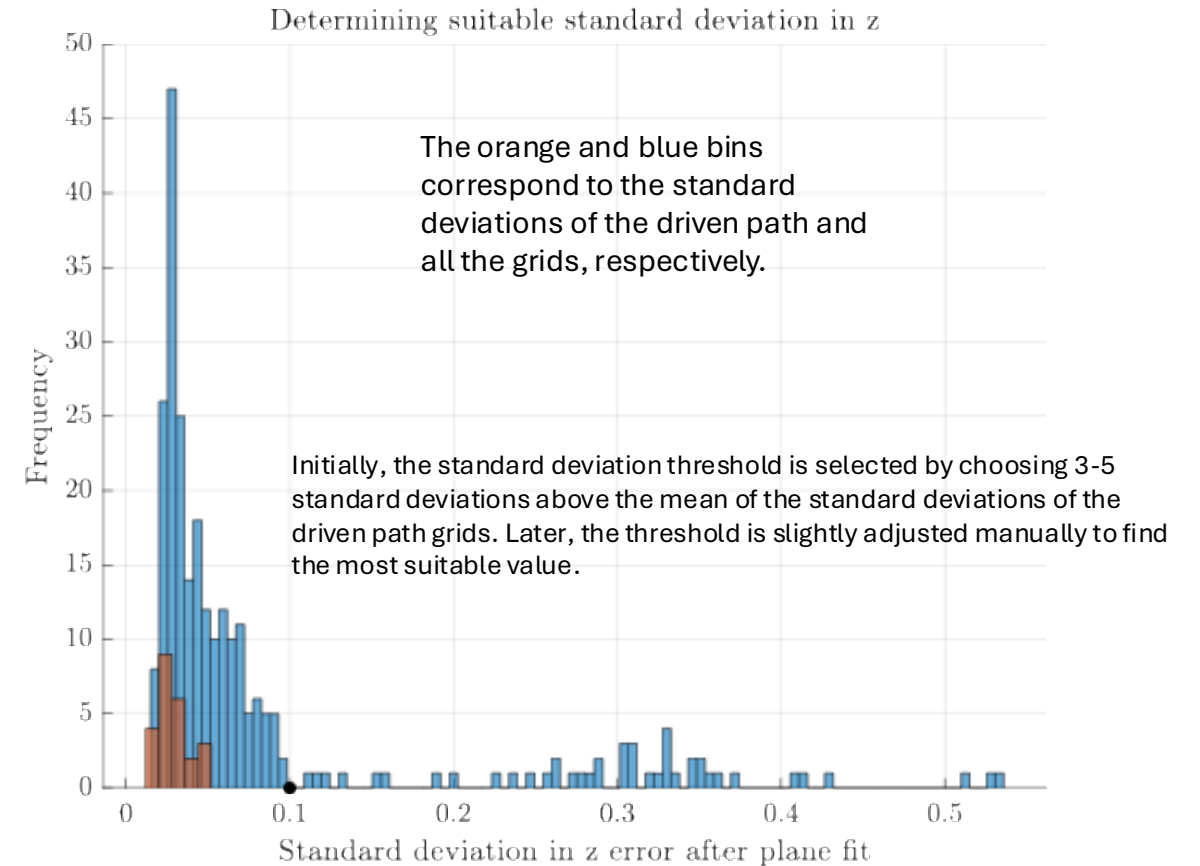 Determining suitable standard deviation in z
50
45
40
35
30
25
20
15
10
5
0
Frequency
The orange and blue bins
correspond to the standard
deviations of the driven path and
all the grids, respectively.
Initially, the standard deviation threshold is selected by choosing 3-5
standard deviations above the mean of the standard deviations of the
driven path grids. Later, the threshold is slightly adjusted manually to find
the most suitable value.
0 0.1 0.2 0.3 0.4 0.5
Standard deviation in z error after plane fit